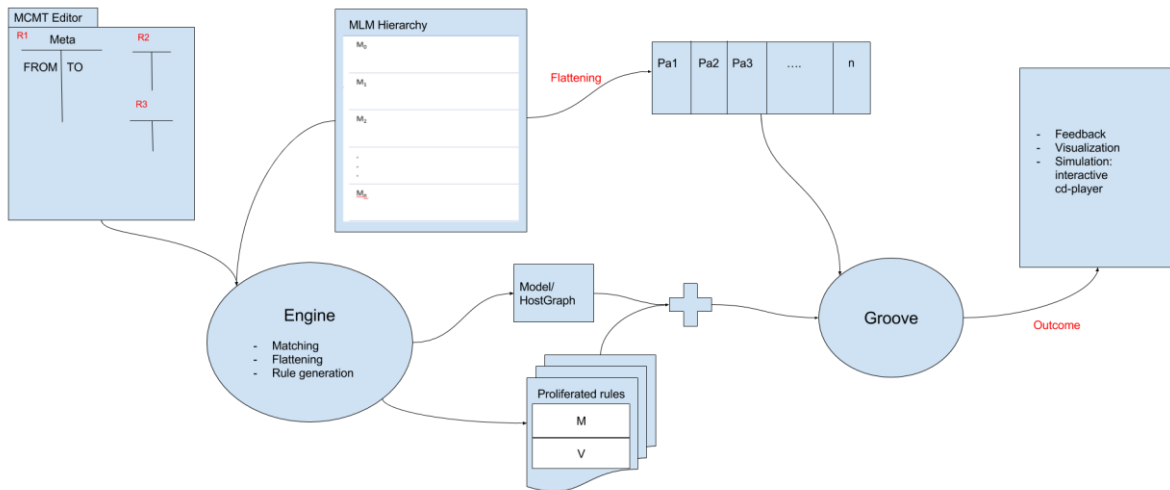 MCMT Editor
R1
Meta
FROM TO
R2
R3
MLM Hierarchy
M₀
M₁
M₂
.
.
.
Flattening
Pa1 Pa2 Pa3 .... n
- Feedback
- Visualization
- Simulation:
interactive
cd-player
Engine
- Matching
- Flattening
- Rule generation
Model/
HostGraph
Groove
Outcome
Proliferated rules
M
V